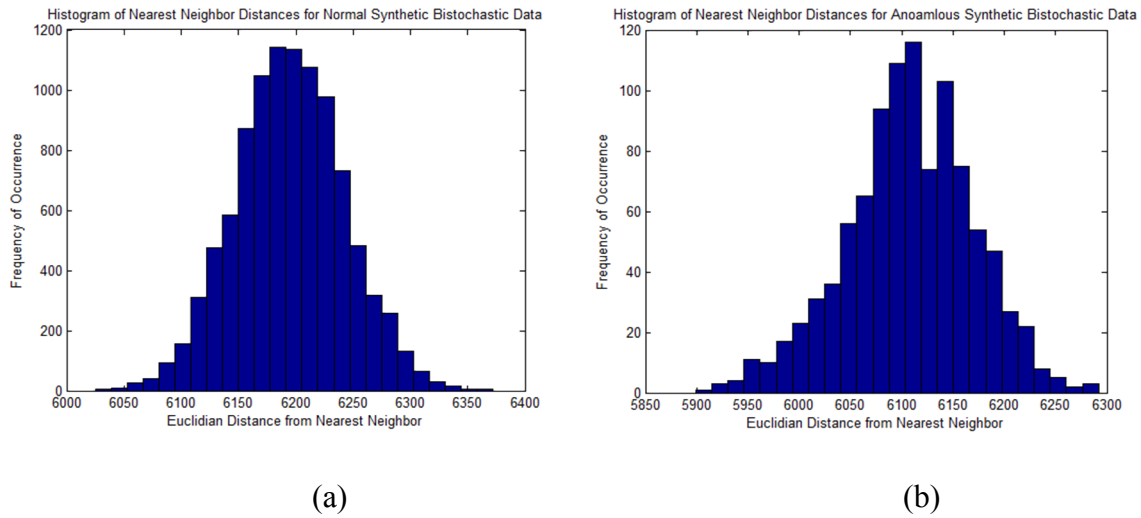 Histogram of Nearest Neighbor Distances for Normal Synthetic Bistochastic Data
1200
1000
800
600
400
200
0
Frequency of Occurrence
6000 6050 6100 6150 6200 6250 6300 6350 6400
Euclidian Distance from Nearest Neighbor
(a)
Histogram of Nearest Neighbor Distances for Anoamlous Synthetic Bistochastic Data
120
100
80
60
40
20
0
Frequency of Occurrence
5850 5900 5950 6000 6050 6100 6150 6200 6250 6300
Euclidian Distance from Nearest Neighbor
(b)